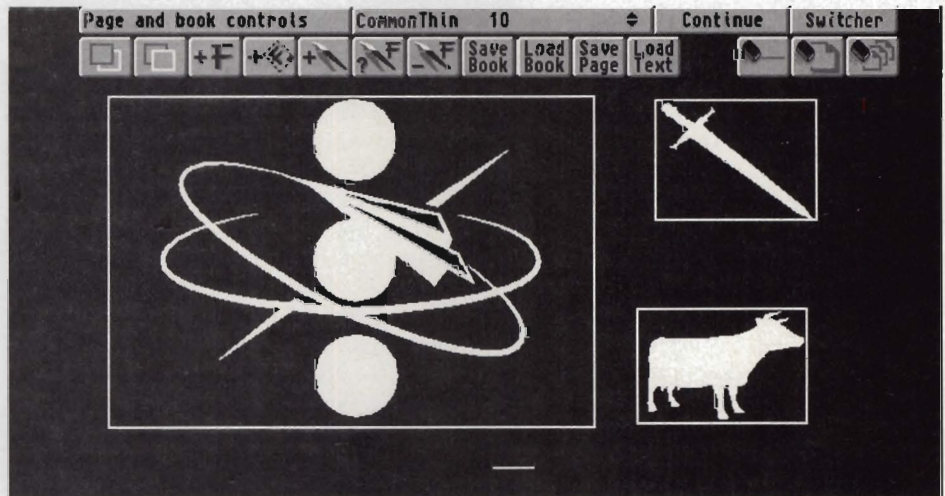 Page and book controls CommonThin 10 Continue Switcher
+F +K + ?F -F Save Book Load Book Save Page Load Text